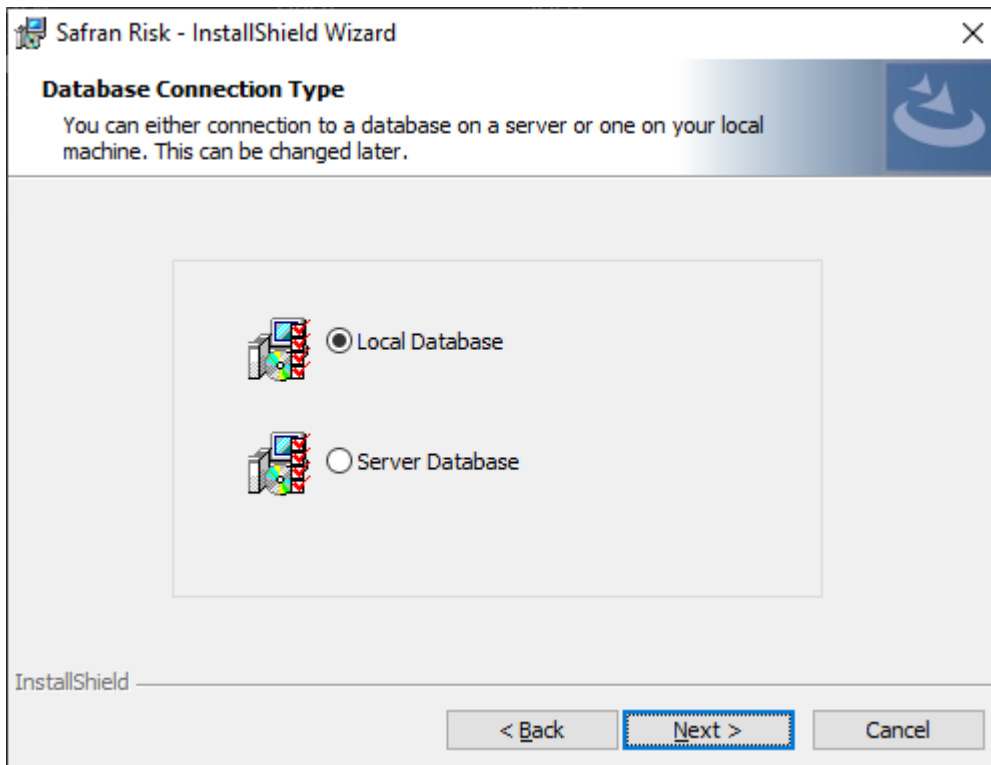 Safran Risk - InstallShield Wizard
Database Connection Type
You can either connection to a database on a server or one on your local
machine. This can be changed later.
Local Database
Server Database
InstallShield
< Back
Next >
Cancel